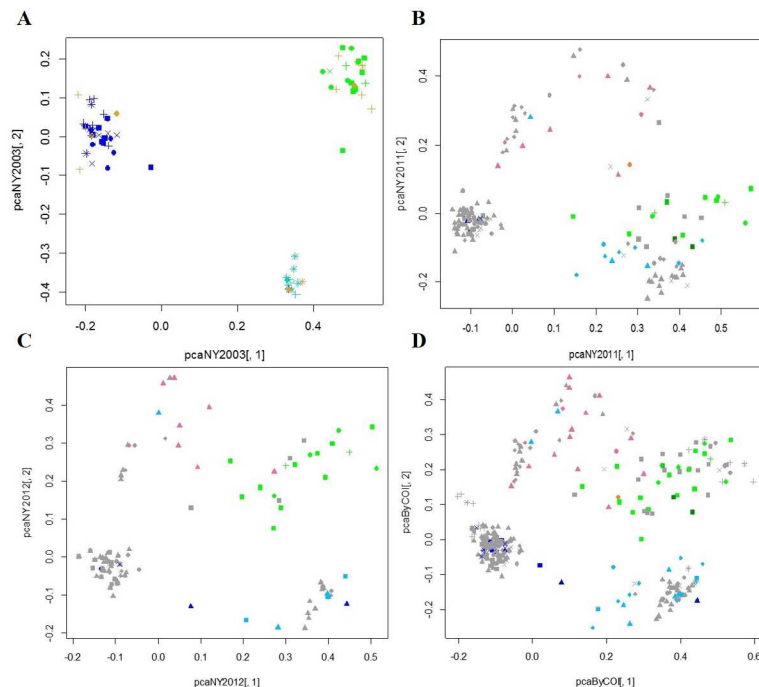 A
pcaNY2003[, 2]
0.2
0.1
0.0
-0.1
-0.2
-0.3
-0.4
-0.2 0.0 0.2 0.4
pcaNY2003[, 1]
B
pcaNY2011[, 2]
0.4
0.2
0.0
-0.2
-0.1 0.0 0.1 0.2 0.3 0.4 0.5
pcaNY2011[, 1]
C
pcaNY2012[, 2]
0.4
0.3
0.2
0.1
0.0
-0.1
-0.2
-0.2 -0.1 0.0 0.1 0.2 0.3 0.4 0.5
pcaNY2012[, 1]
D
pcaByCOI[, 2]
0.4
0.3
0.2
0.1
0.0
-0.1
-0.2
-0.2 0.0 0.2 0.4 0.6
pcaByCOI[, 1]